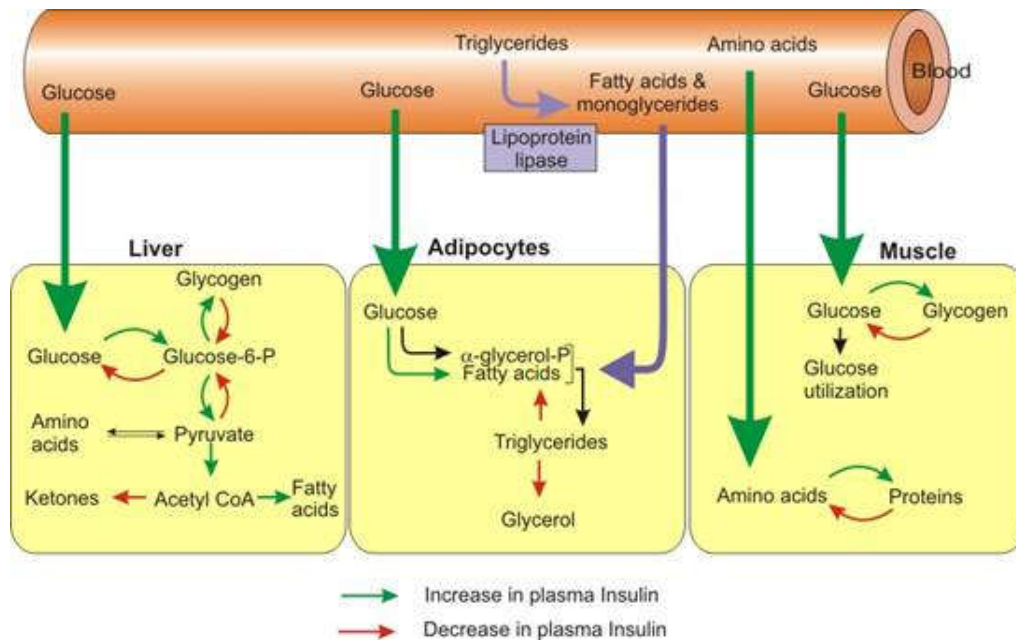 Triglycerides
Amino acids
Blood
Glucose
Glucose
Fatty acids &
monoglycerides
Glucose
Lipoprotein
lipase
Liver
Adipocytes
Muscle
Glycogen
Glucose
Glucose-6-P
Amino
acids
Pyruvate
Ketones
Acetyl CoA
Fatty
acids
Glucose
α-glycerol-P
Fatty acids
Triglycerides
Glycerol
Glucose
Glycogen
Glucose
utilization
Amino acids
Proteins
Increase in plasma Insulin
Decrease in plasma Insulin